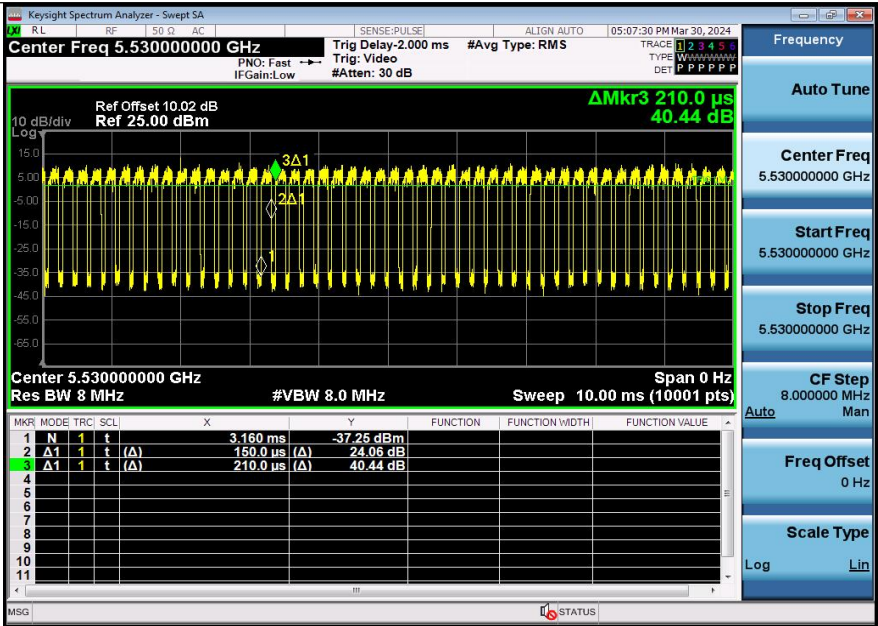 Keysight Spectrum Analyzer - Swept SA
LXI RL RF 50 Ω AC SENSE:PULSE ALIGN AUTO 05:07:30 PM Mar 30, 2024
Center Freq 5.530000000 GHz
PNO: Fast
IFGain:Low
Trig Delay-2.000 ms
Trig: Video
#Atten: 30 dB
#Avg Type: RMS
TRACE 1 2 3 4 5 6
TYPE WWWWWW
DET P P P P P P
Ref Offset 10.02 dB
10 dB/div Ref 25.00 dBm
Log
ΔMkr3 210.0 µs
40.44 dB
15.0
5.00
-5.00
-15.0
-25.0
-35.0
-45.0
-55.0
-65.0
3Δ1
2Δ1
1
Center 5.530000000 GHz Span 0 Hz
Res BW 8 MHz #VBW 8.0 MHz Sweep 10.00 ms (10001 pts)
MKR MODE TRC SCL X Y FUNCTION FUNCTION WIDTH FUNCTION VALUE
1 N 1 t 3.160 ms -37.25 dBm
2 Δ1 1 t (Δ) 150.0 µs (Δ) 24.06 dB
3 Δ1 1 t (Δ) 210.0 µs (Δ) 40.44 dB
4
5
6
7
8
9
10
11
MSG STATUS
Frequency
Auto Tune
Center Freq
5.530000000 GHz
Start Freq
5.530000000 GHz
Stop Freq
5.530000000 GHz
CF Step
8.000000 MHz
Auto Man
Freq Offset
0 Hz
Scale Type
Log Lin